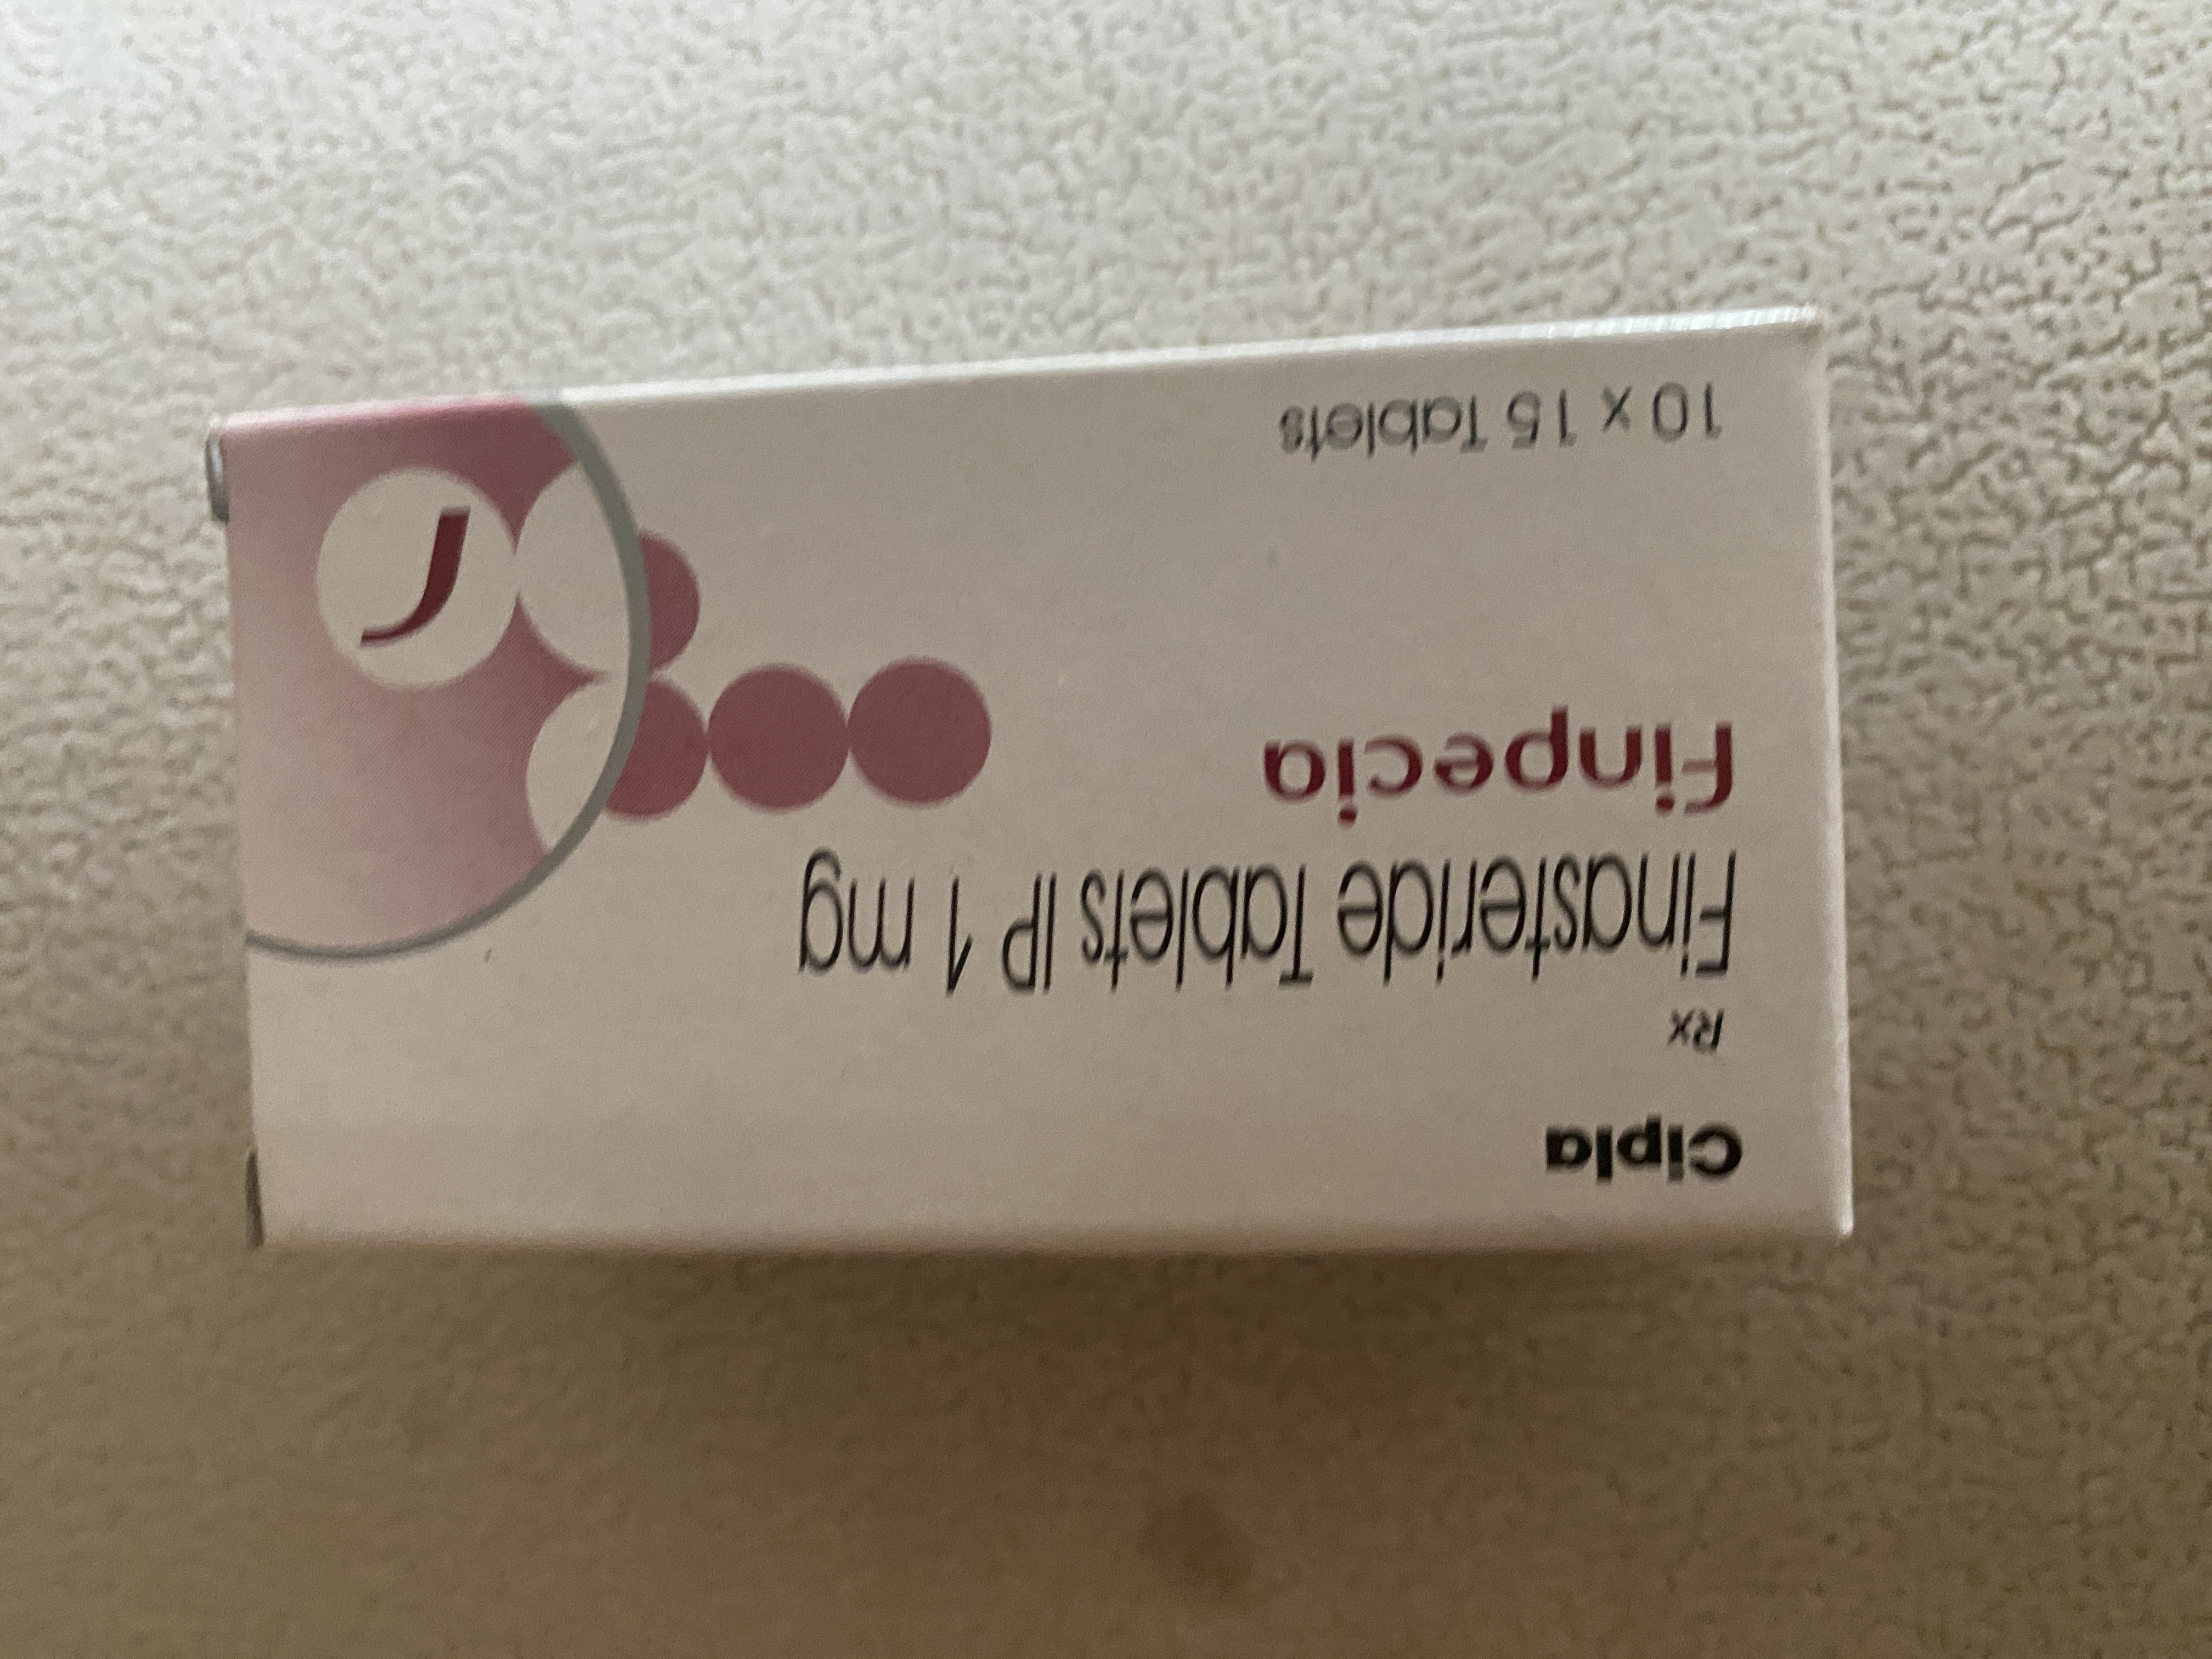 Cipla
Rx
Finasteride Tablets IP 1 mg
Finpecia
10 x 15 Tablets